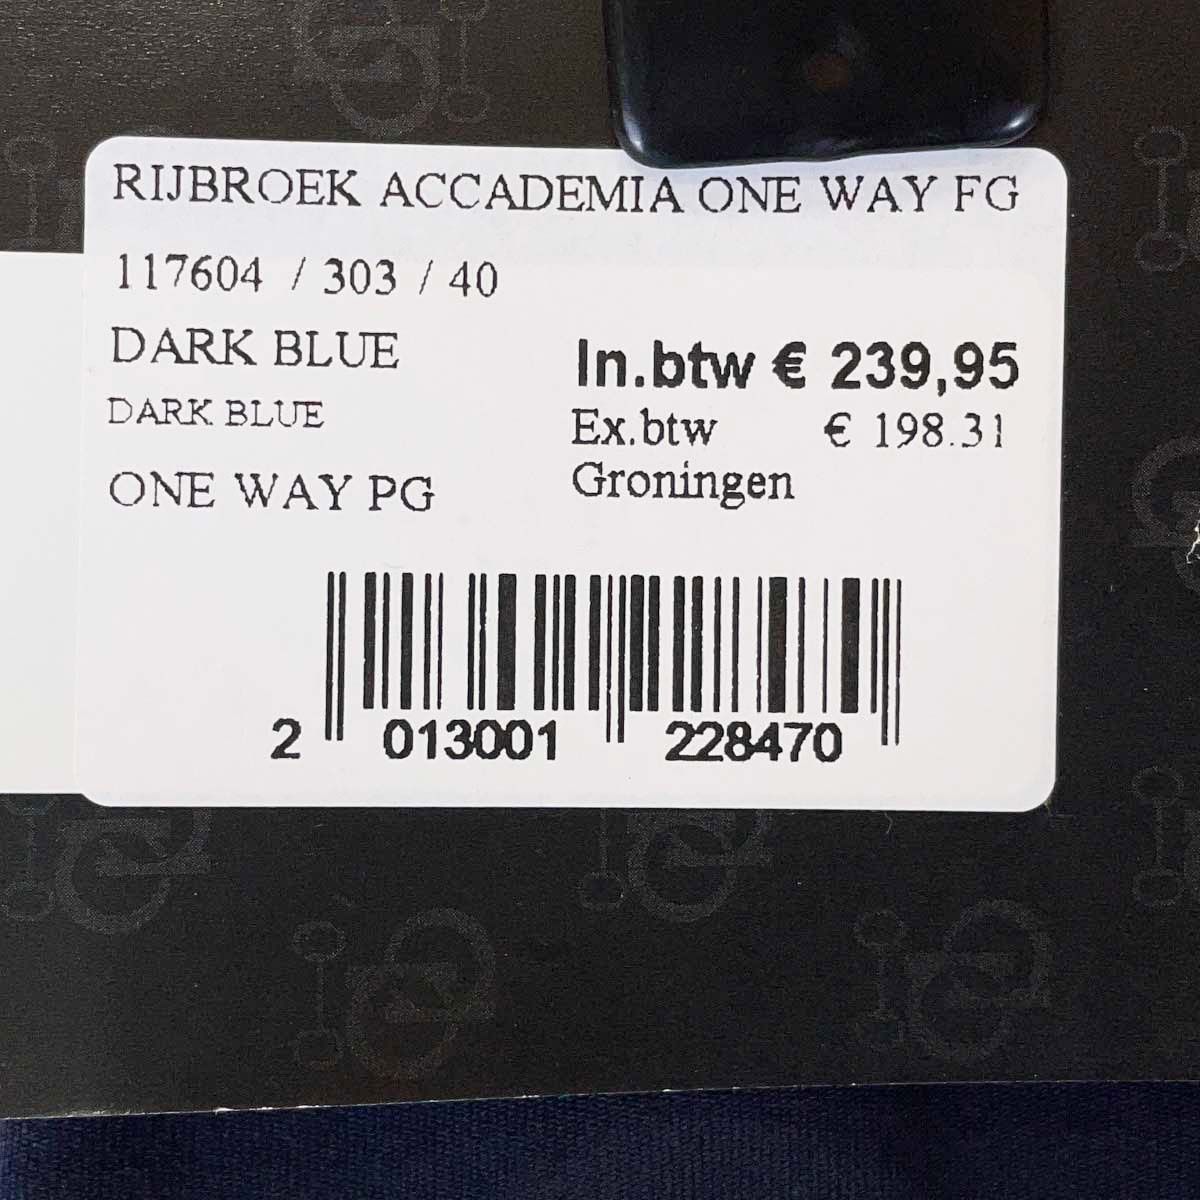 RIJBROEK ACCADEMIA ONE WAY FG
117604 / 303 / 40
DARK BLUE
DARK BLUE
In.btw € 239,95
Ex.btw € 198.31
ONE WAY PG
Groningen
2 013001 228470